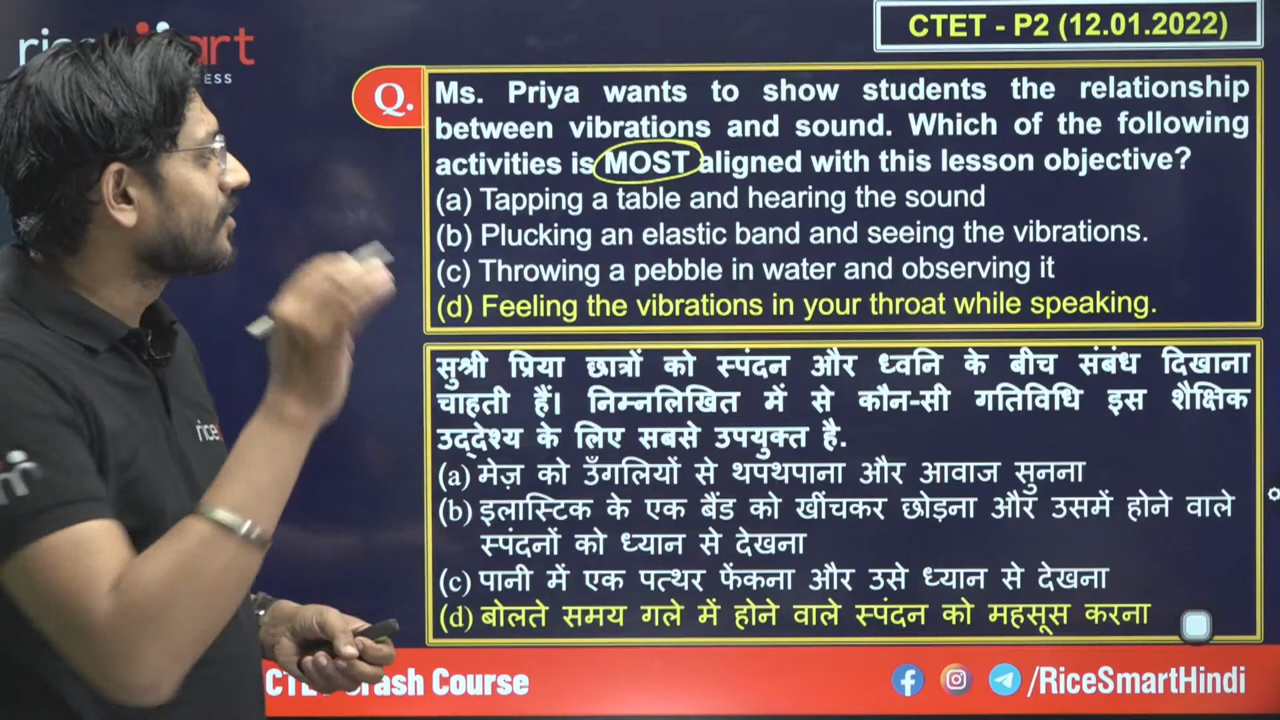 CTET - P2 (12.01.2022)
Q.
Ms. Priya wants to show students the relationship
between vibrations and sound. Which of the following
activities is MOST aligned with this lesson objective?
(a) Tapping a table and hearing the sound
(b) Plucking an elastic band and seeing the vibrations.
(c) Throwing a pebble in water and observing it
(d) Feeling the vibrations in your throat while speaking.
सुश्री प्रिया छात्रों को स्पंदन और ध्वनि के बीच संबंध दिखाना
चाहती हैं। निम्नलिखित में से कौन-सी गतिविधि इस शैक्षिक
उद्देश्य के लिए सबसे उपयुक्त है.
(a) मेज़ को उँगलियों से थपथपाना और आवाज सुनना
(b) इलास्टिक के एक बैंड को खींचकर छोड़ना और उसमें होने वाले
स्पंदनों को ध्यान से देखना
(c) पानी में एक पत्थर फेंकना और उसे ध्यान से देखना
(d) बोलते समय गले में होने वाले स्पंदन को महसूस करना
rice
Crash Course
/RiceSmartHindi